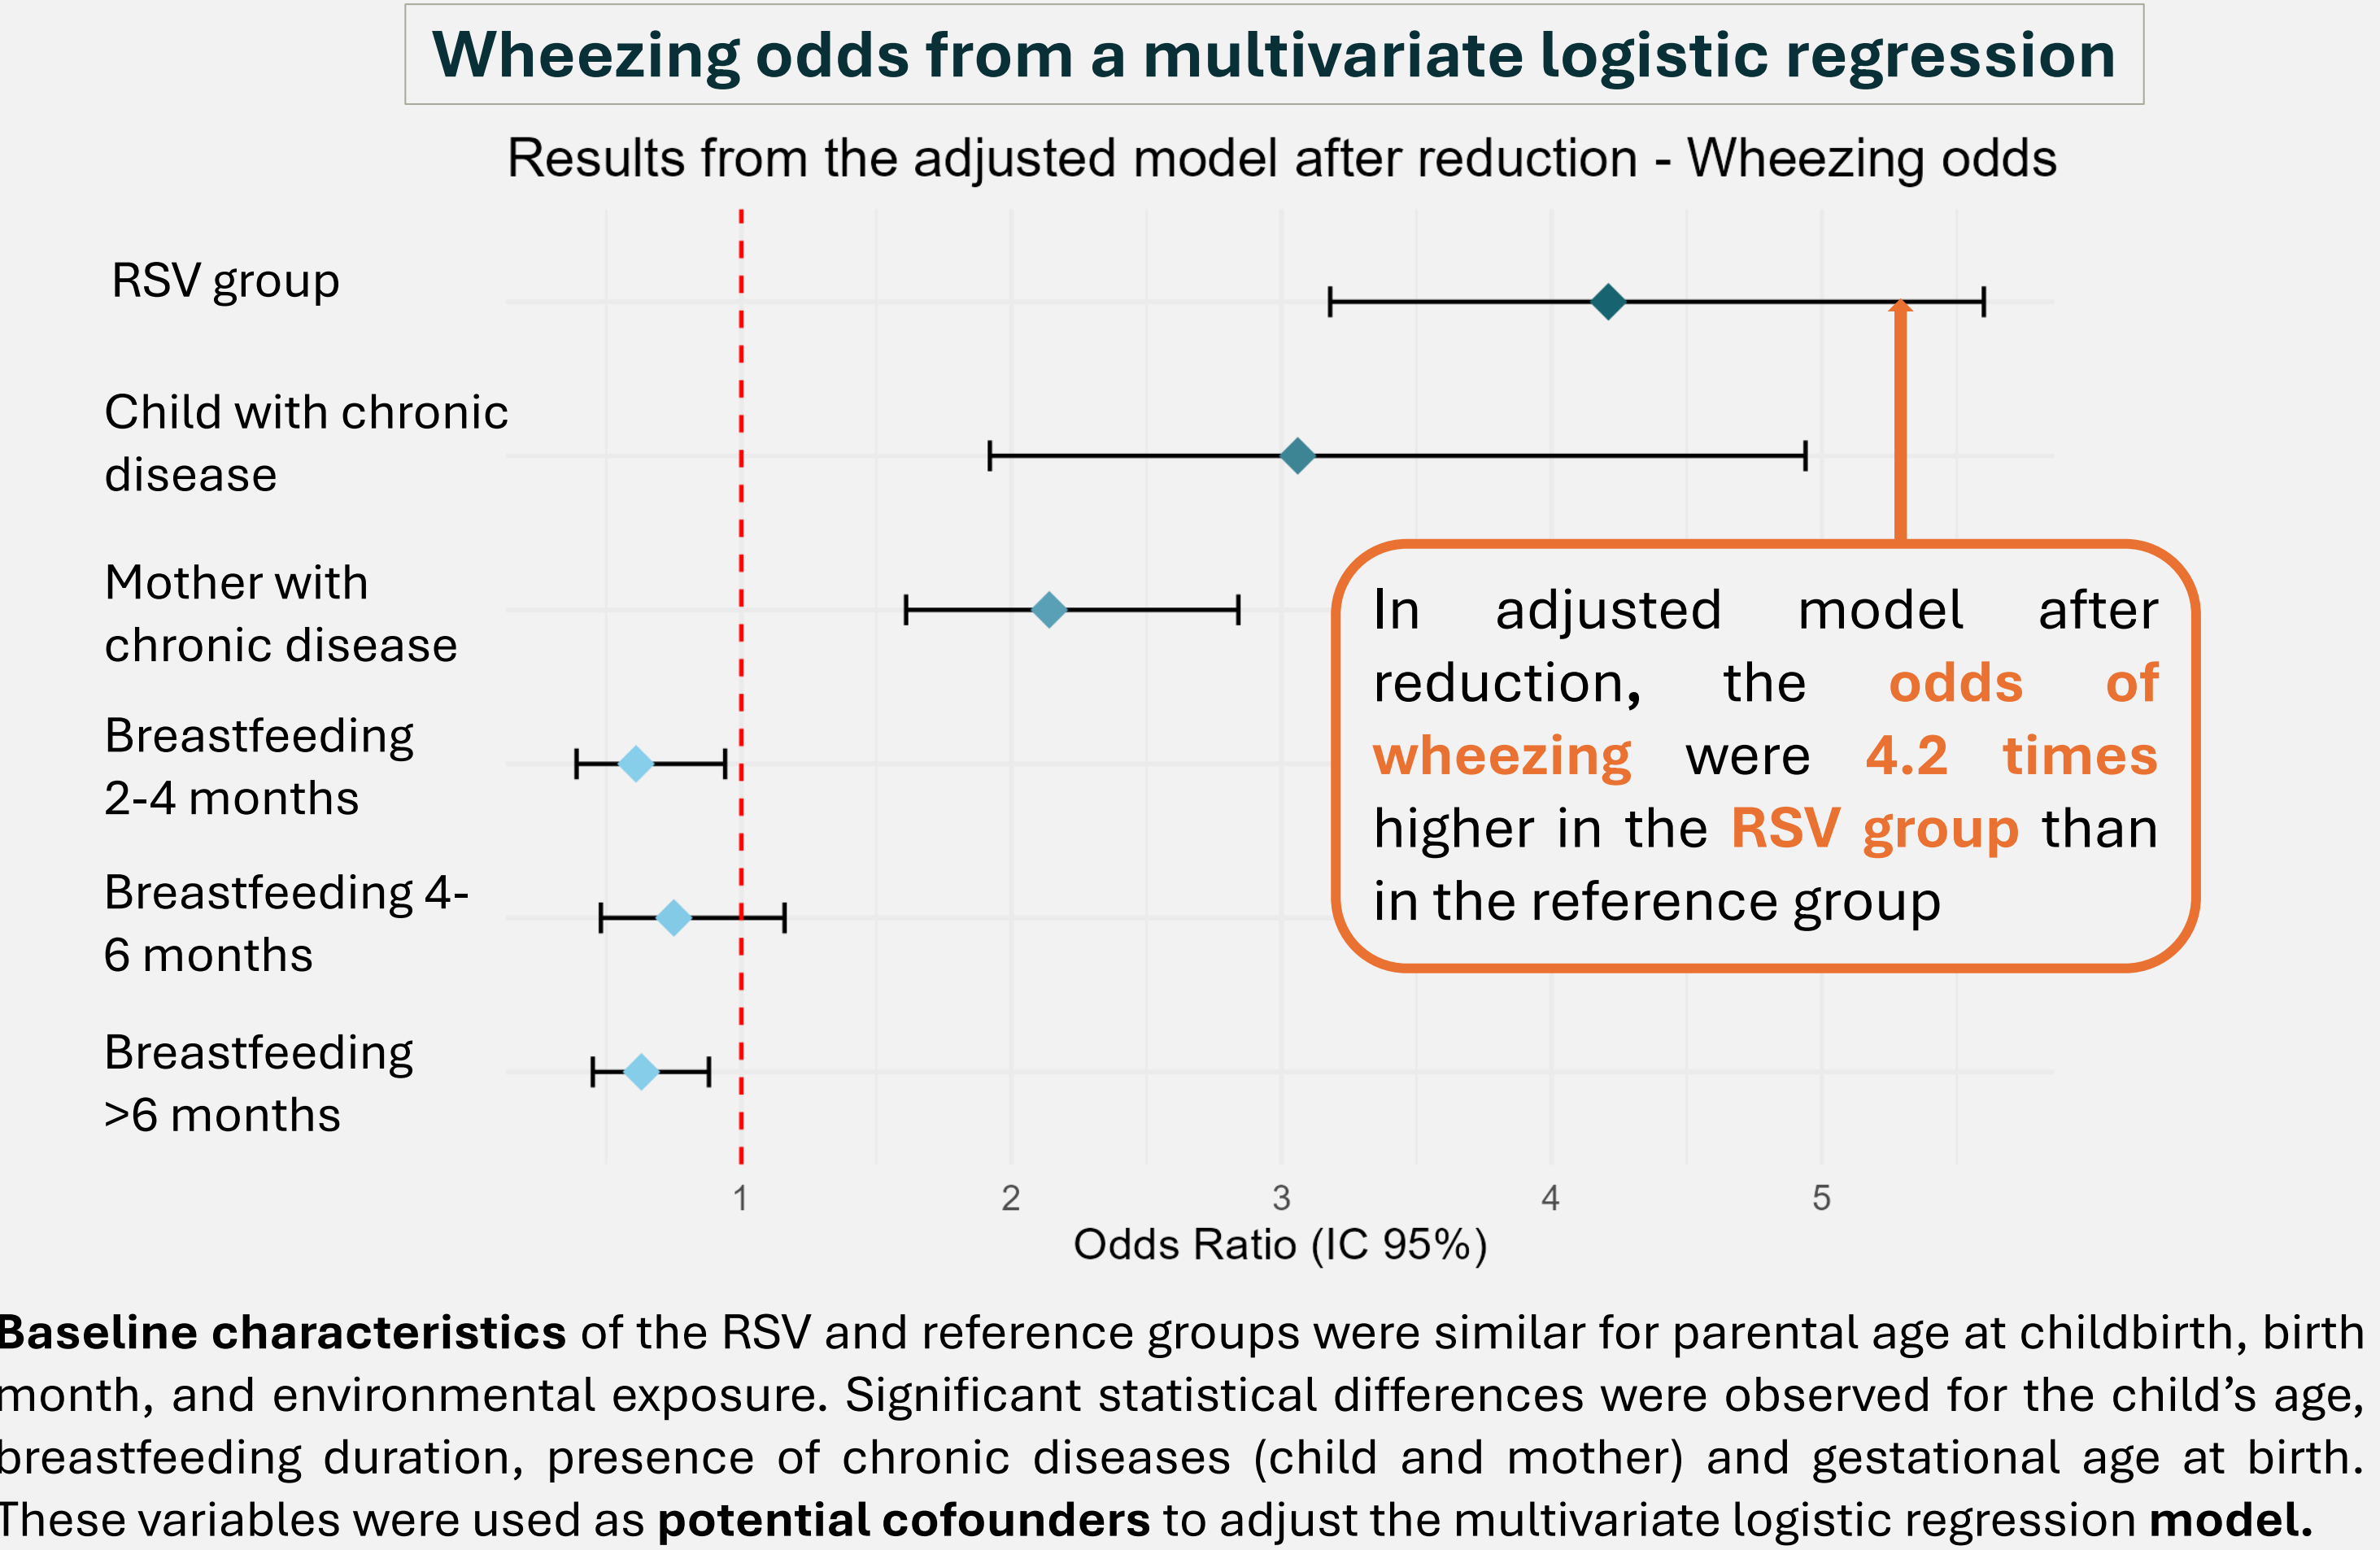 Wheezing odds from a multivariate logistic regression
Results from the adjusted model after reduction - Wheezing odds
RSV group
Child with chronic
disease
Mother with
chronic disease
Breastfeeding
2-4 months
Breastfeeding 4-
6 months
Breastfeeding
>6 months
In adjusted model after
reduction, the odds of
wheezing were 4.2 times
higher in the RSV group than
in the reference group
1 2 3 4 5
Odds Ratio (IC 95%)
Baseline characteristics of the RSV and reference groups were similar for parental age at childbirth, birth
month, and environmental exposure. Significant statistical differences were observed for the child’s age,
breastfeeding duration, presence of chronic diseases (child and mother) and gestational age at birth.
These variables were used as potential cofounders to adjust the multivariate logistic regression model.